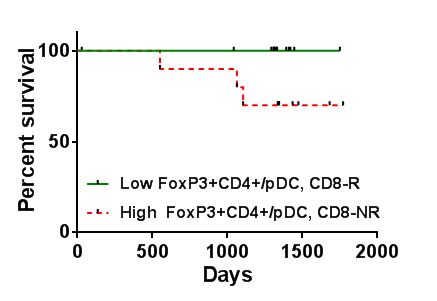 100
50
0
Percent survival
Low FoxP3+CD4+/pDC, CD8-R
High FoxP3+CD4+/pDC, CD8-NR
0 500 1000 1500 2000
Days